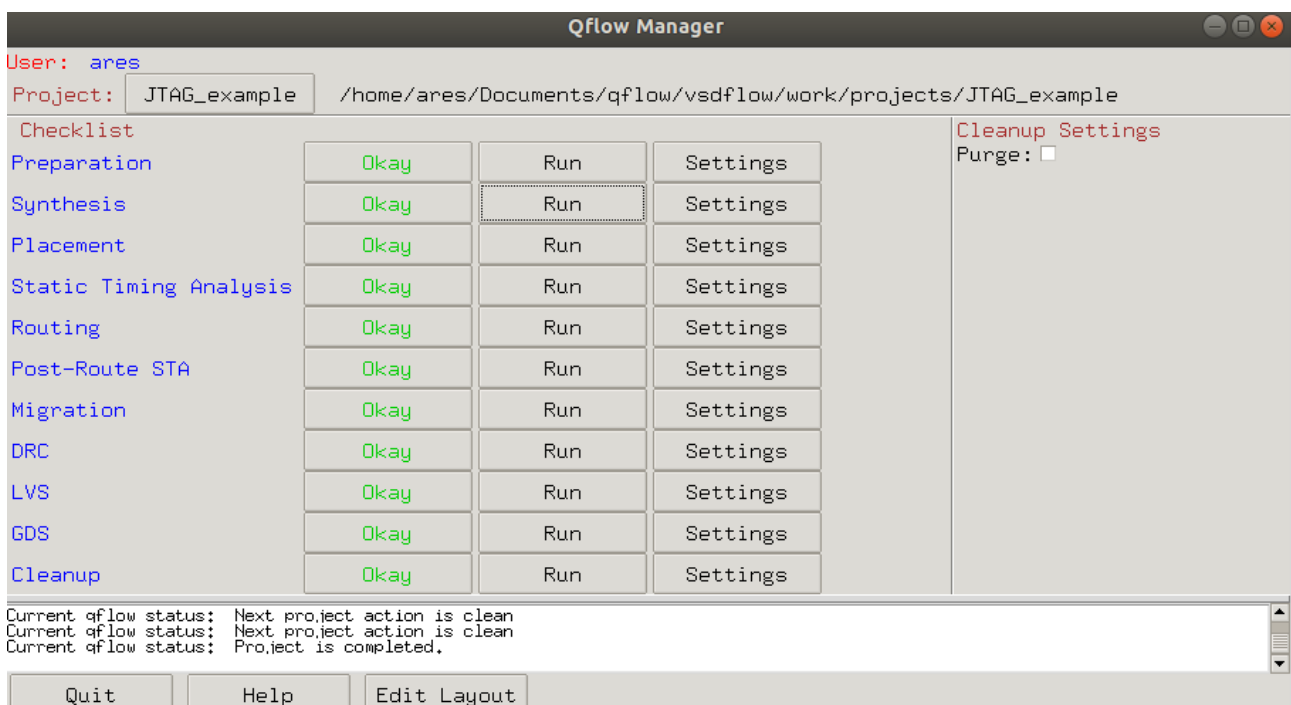 Qflow Manager
User: ares
Project: JTAG_example /home/ares/Documents/qflow/vsdflow/work/projects/JTAG_example
Checklist
Preparation Okay Run Settings
Synthesis Okay Run Settings
Placement Okay Run Settings
Static Timing Analysis Okay Run Settings
Routing Okay Run Settings
Post-Route STA Okay Run Settings
Migration Okay Run Settings
DRC Okay Run Settings
LVS Okay Run Settings
GDS Okay Run Settings
Cleanup Okay Run Settings
Cleanup Settings
Purge:
Current qflow status: Next project action is clean
Current qflow status: Next project action is clean
Current qflow status: Project is completed.
Quit Help Edit Layout